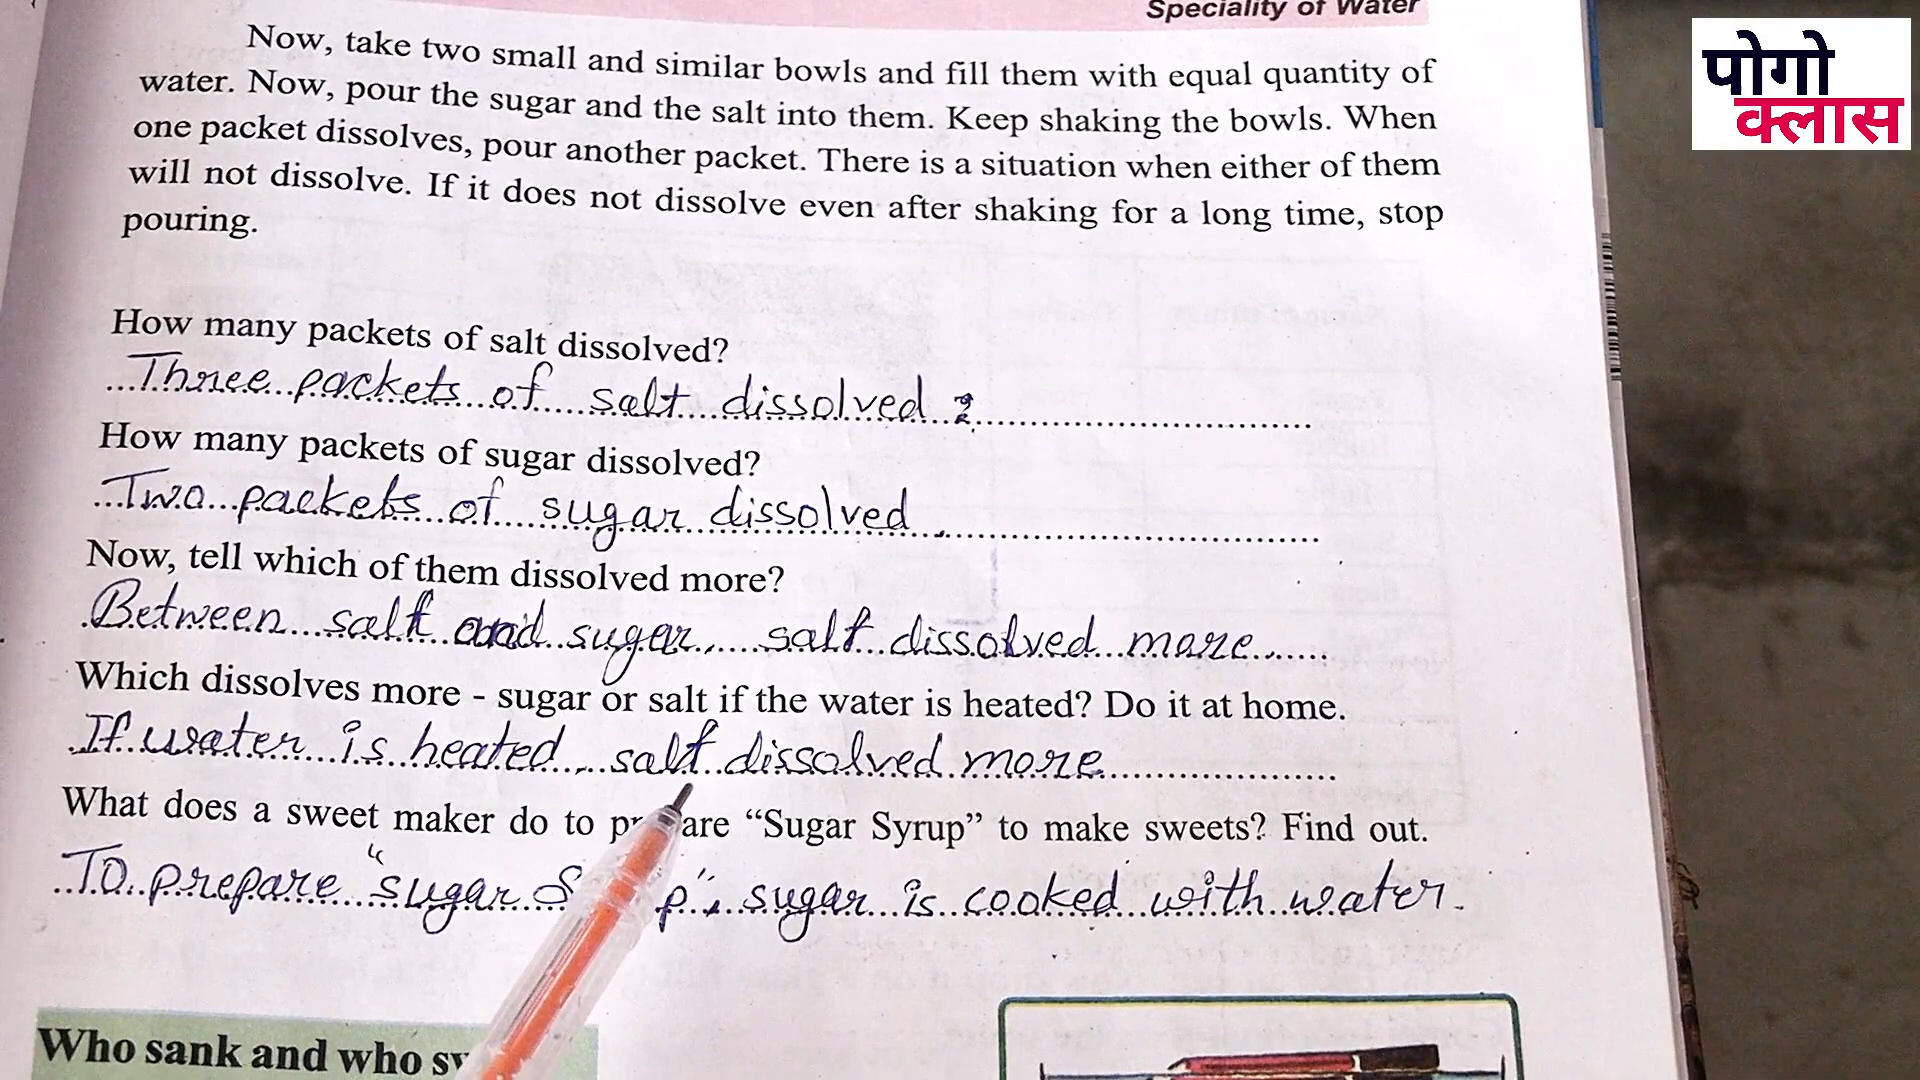 Speciality of Water
पोगो
क्लास
Now, take two small and similar bowls and fill them with equal quantity of
water. Now, pour the sugar and the salt into them. Keep shaking the bowls. When
one packet dissolves, pour another packet. There is a situation when either of them
will not dissolve. If it does not dissolve even after shaking for a long time, stop
pouring.
How many packets of salt dissolved?
Three packets of salt dissolved
How many packets of sugar dissolved?
Two packets of sugar dissolved.
Now, tell which of them dissolved more?
Between salt and sugar, salt dissolved more.
Which dissolves more - sugar or salt if the water is heated? Do it at home.
If water is heated, salt dissolved more
What does a sweet maker do to pr are “Sugar Syrup” to make sweets? Find out.
To prepare “sugar S p”, sugar is cooked with water.
Who sank and who